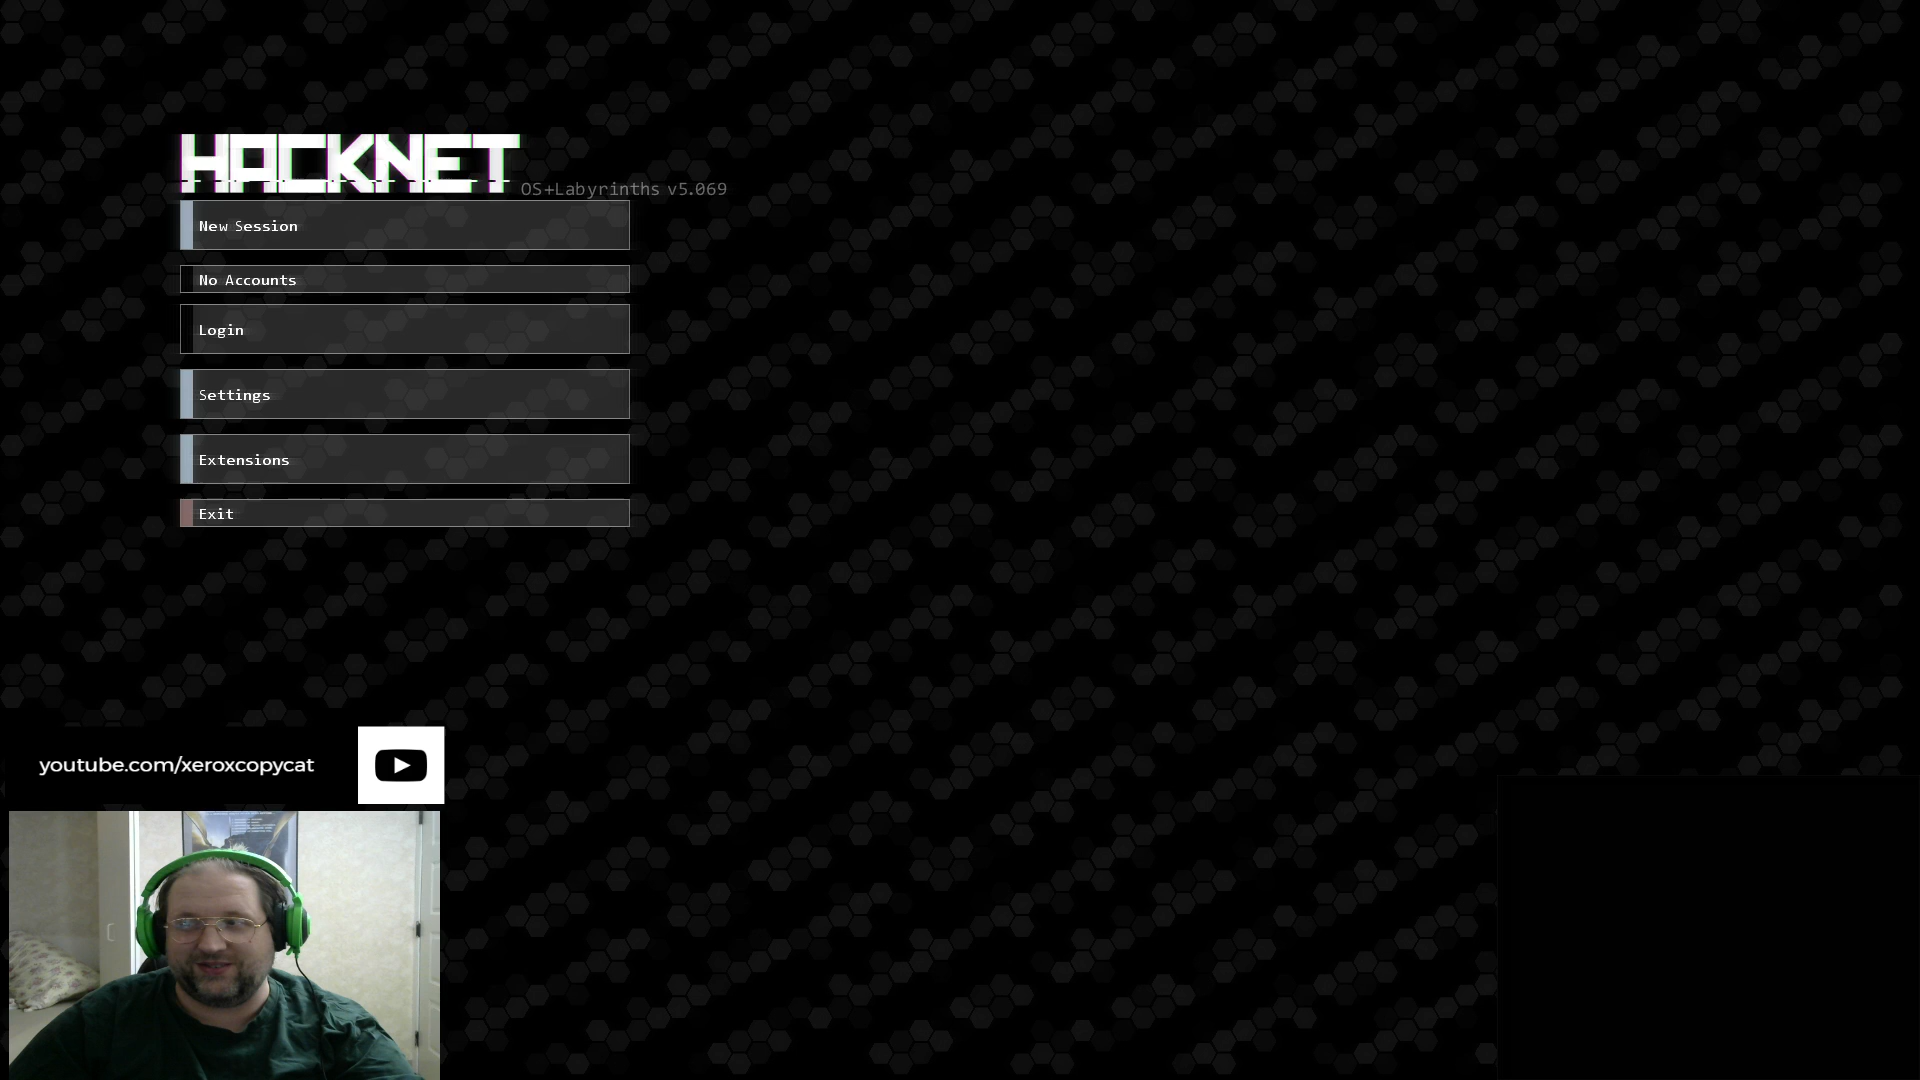 HACKNET
OS+Labyrinths v5.069
New Session
No Accounts
Login
Settings
Extensions
Exit
youtube.com/xeroxcopycat